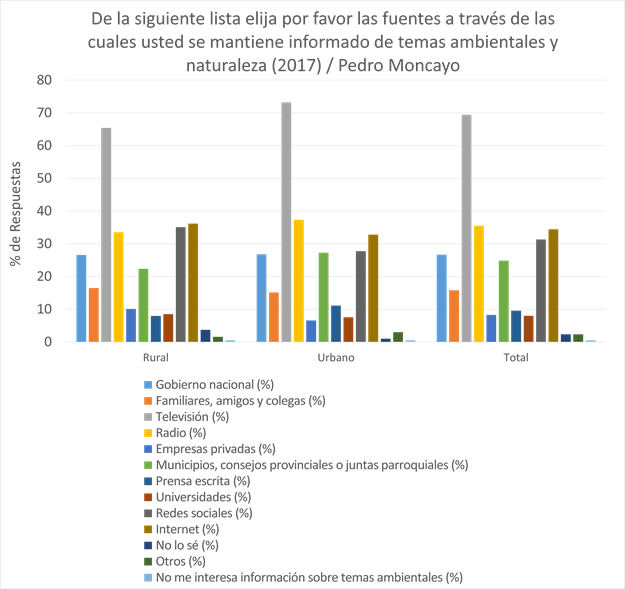 De la siguiente lista elija por favor las fuentes a través de las
cuales usted se mantiene informado de temas ambientales y
naturaleza (2017) / Pedro Moncayo
80
70
60
50
40
30
20
10
0
% de Respuestas
Rural
Urbano
Total
Gobierno nacional (%)
Familiares, amigos y colegas (%)
Televisión (%)
Radio (%)
Empresas privadas (%)
Municipios, consejos provinciales o juntas parroquiales (%)
Prensa escrita (%)
Universidades (%)
Redes sociales (%)
Internet (%)
No lo sé (%)
Otros (%)
No me interesa información sobre temas ambientales (%)